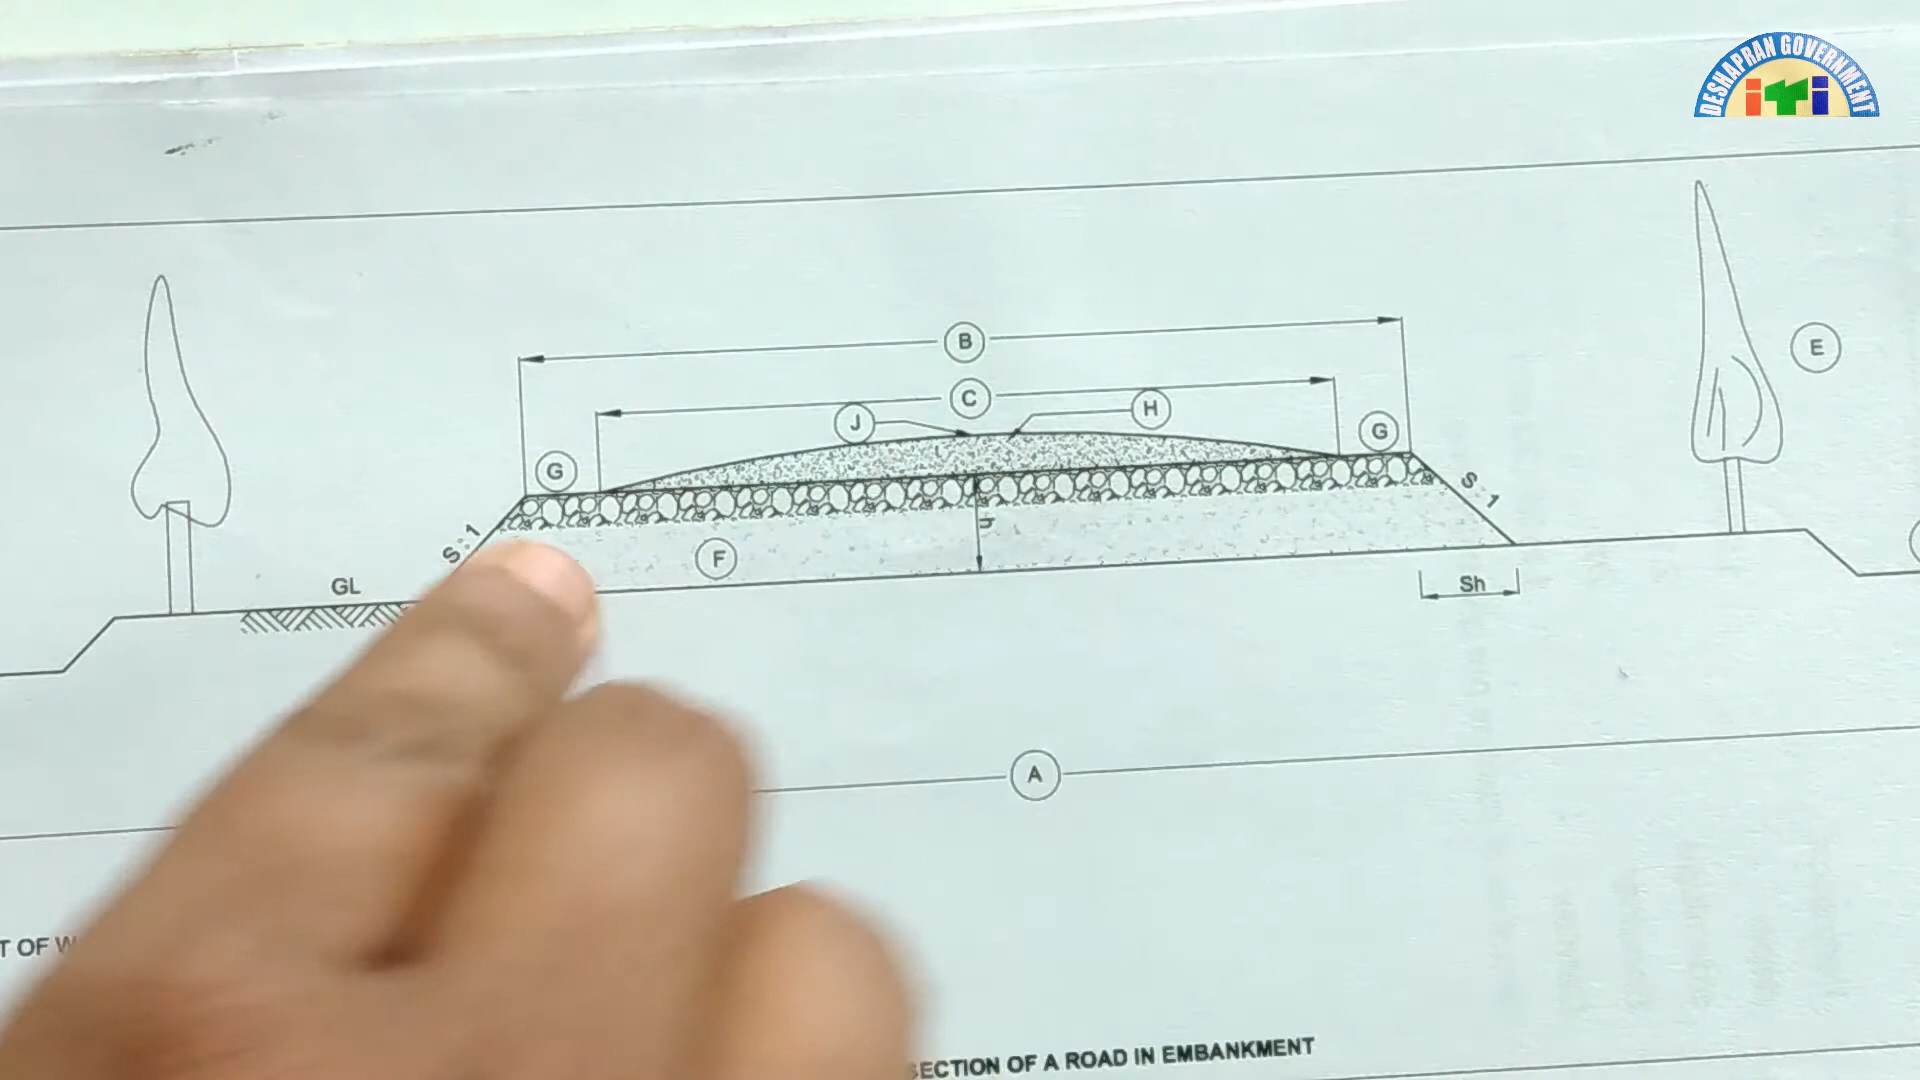 DESHAPRAN GOVERNMENT
iTi
B
E
C
J
H
G
G
S : 1
S : 1
h
F
GL
Sh
A
T OF
SECTION OF A ROAD IN EMBANKMENT